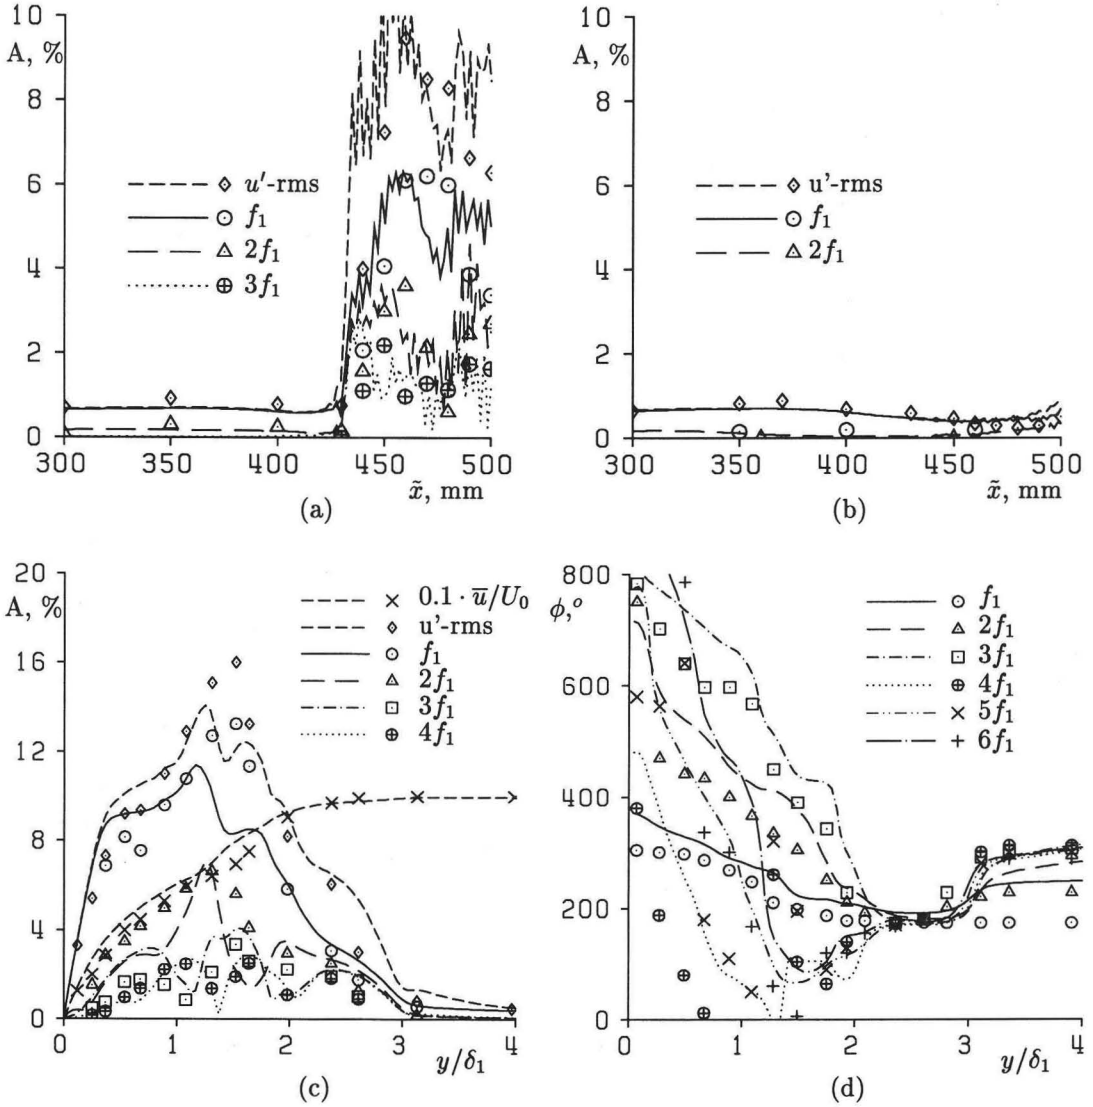 10
A, %
8
6
4
2
0
300 350 400 450 500
x̃, mm
(a)
u′-rms
f₁
2f₁
3f₁
10
A, %
8
6
4
2
0
300 350 400 450 500
x̃, mm
(b)
u'-rms
f₁
2f₁
20
A, %
16
12
8
4
0
0 1 2 3 4
y/δ₁
(c)
0.1 · u̅/U₀
u'-rms
f₁
2f₁
3f₁
4f₁
800
ϕ,°
600
400
200
0
0 1 2 3 4
y/δ₁
(d)
f₁
2f₁
3f₁
4f₁
5f₁
6f₁